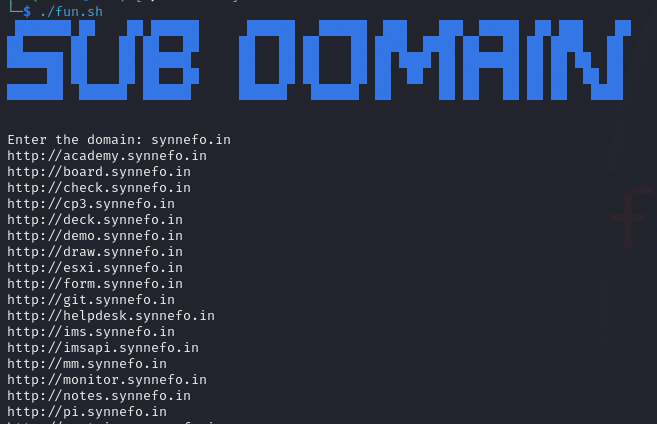 $ ./fun.sh
SUB DOMAIN
Enter the domain: synnefo.in
http://academy.synnefo.in
http://board.synnefo.in
http://check.synnefo.in
http://cp3.synnefo.in
http://deck.synnefo.in
http://demo.synnefo.in
http://draw.synnefo.in
http://esxi.synnefo.in
http://form.synnefo.in
http://git.synnefo.in
http://helpdesk.synnefo.in
http://ims.synnefo.in
http://imsapi.synnefo.in
http://mm.synnefo.in
http://monitor.synnefo.in
http://notes.synnefo.in
http://pi.synnefo.in